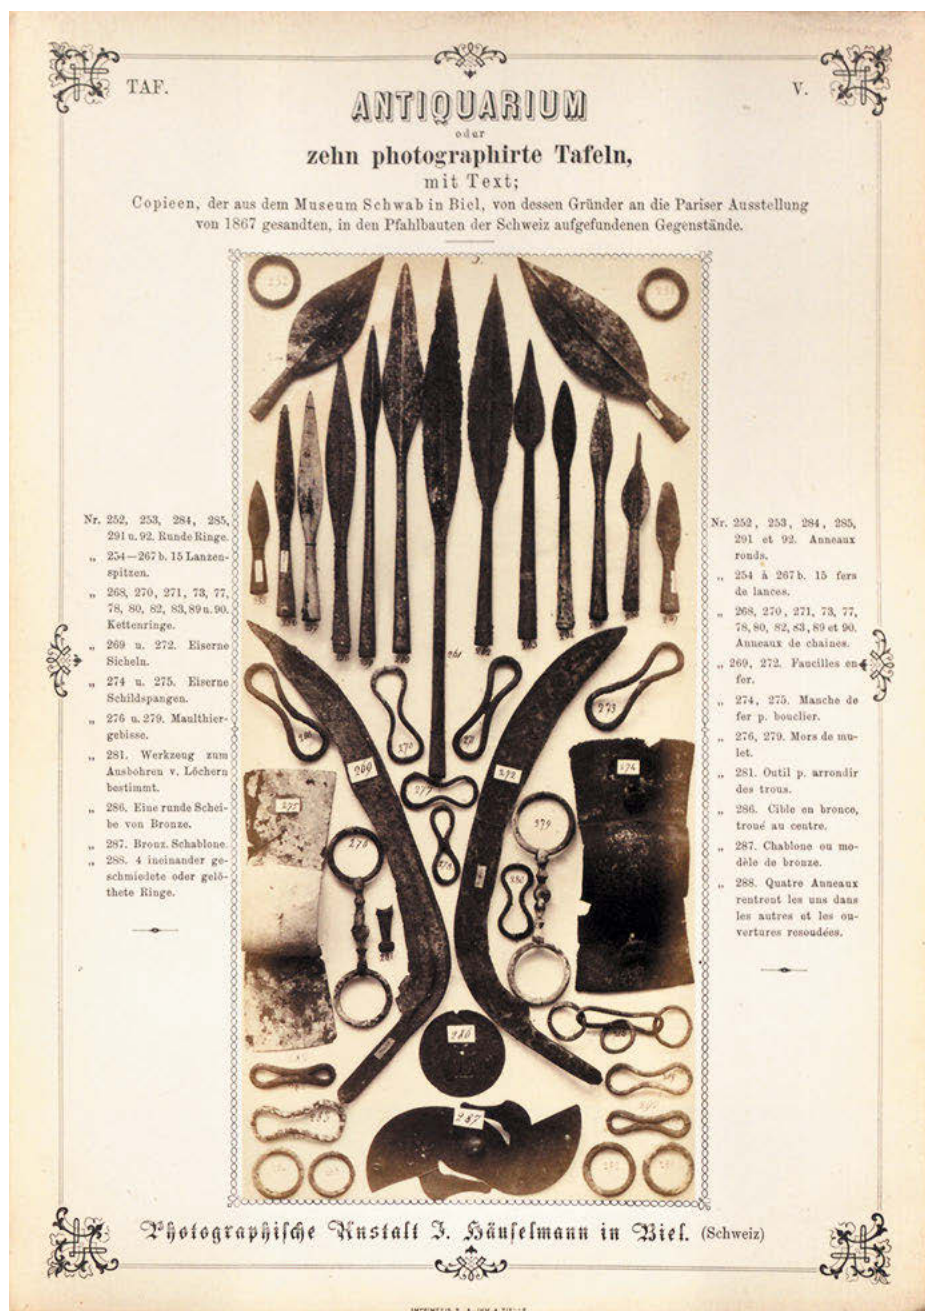 TAF.
V.
ANTIQUARIUM
oder
zehn photographirte Tafeln,
mit Text;
Copieen, der aus dem Museum Schwab in Biel, von dessen Gründer an die Pariser Ausstellung
von 1867 gesandten, in den Pfahlbauten der Schweiz aufgefundenen Gegenstände.
Nr. 252, 253, 284, 285,
291 u. 92. Runde Ringe.
„ 254—267 b. 15 Lanzen-
spitzen.
„ 268, 270, 271, 73, 77,
78, 80, 82, 83, 89 u. 90.
Kettenringe.
„ 269 u. 272. Eiserne
Sicheln.
„ 274 u. 275. Eiserne
Schildspangen.
„ 276 u. 279. Maulthier-
gebisse.
„ 281. Werkzeug zum
Ausbohren v. Löchern
bestimmt.
„ 286. Eine runde Schei-
be von Bronze.
„ 287. Bronz. Schablone.
„ 288. 4 ineinander ge-
schmiedete oder gelö-
thete Ringe.
Nr. 252, 253, 284, 285,
291 et 92. Anneaux
ronds.
„ 254 à 267 b. 15 fers
de lances.
„ 268, 270, 271, 73, 77,
78, 80, 82, 83, 89 et 90.
Anneaux de chaines.
„ 269, 272. Faucilles en
fer.
„ 274, 275. Manche de
fer p. bouclier.
„ 276, 279. Mors de mu-
let.
„ 281. Outil p. arrondir
des trous.
„ 286. Cible en bronce,
troué au centre.
„ 287. Chablone ou mo-
dèle de bronze.
„ 288. Quatre Anneaux
rentrent les uns dans
les autres et les ou-
vertures resoudées.
252
262
263
273
270
269
272
274
277
275
279
276
280
286
287
Photographische Anstalt J. Häuselmann in Biel. (Schweiz)